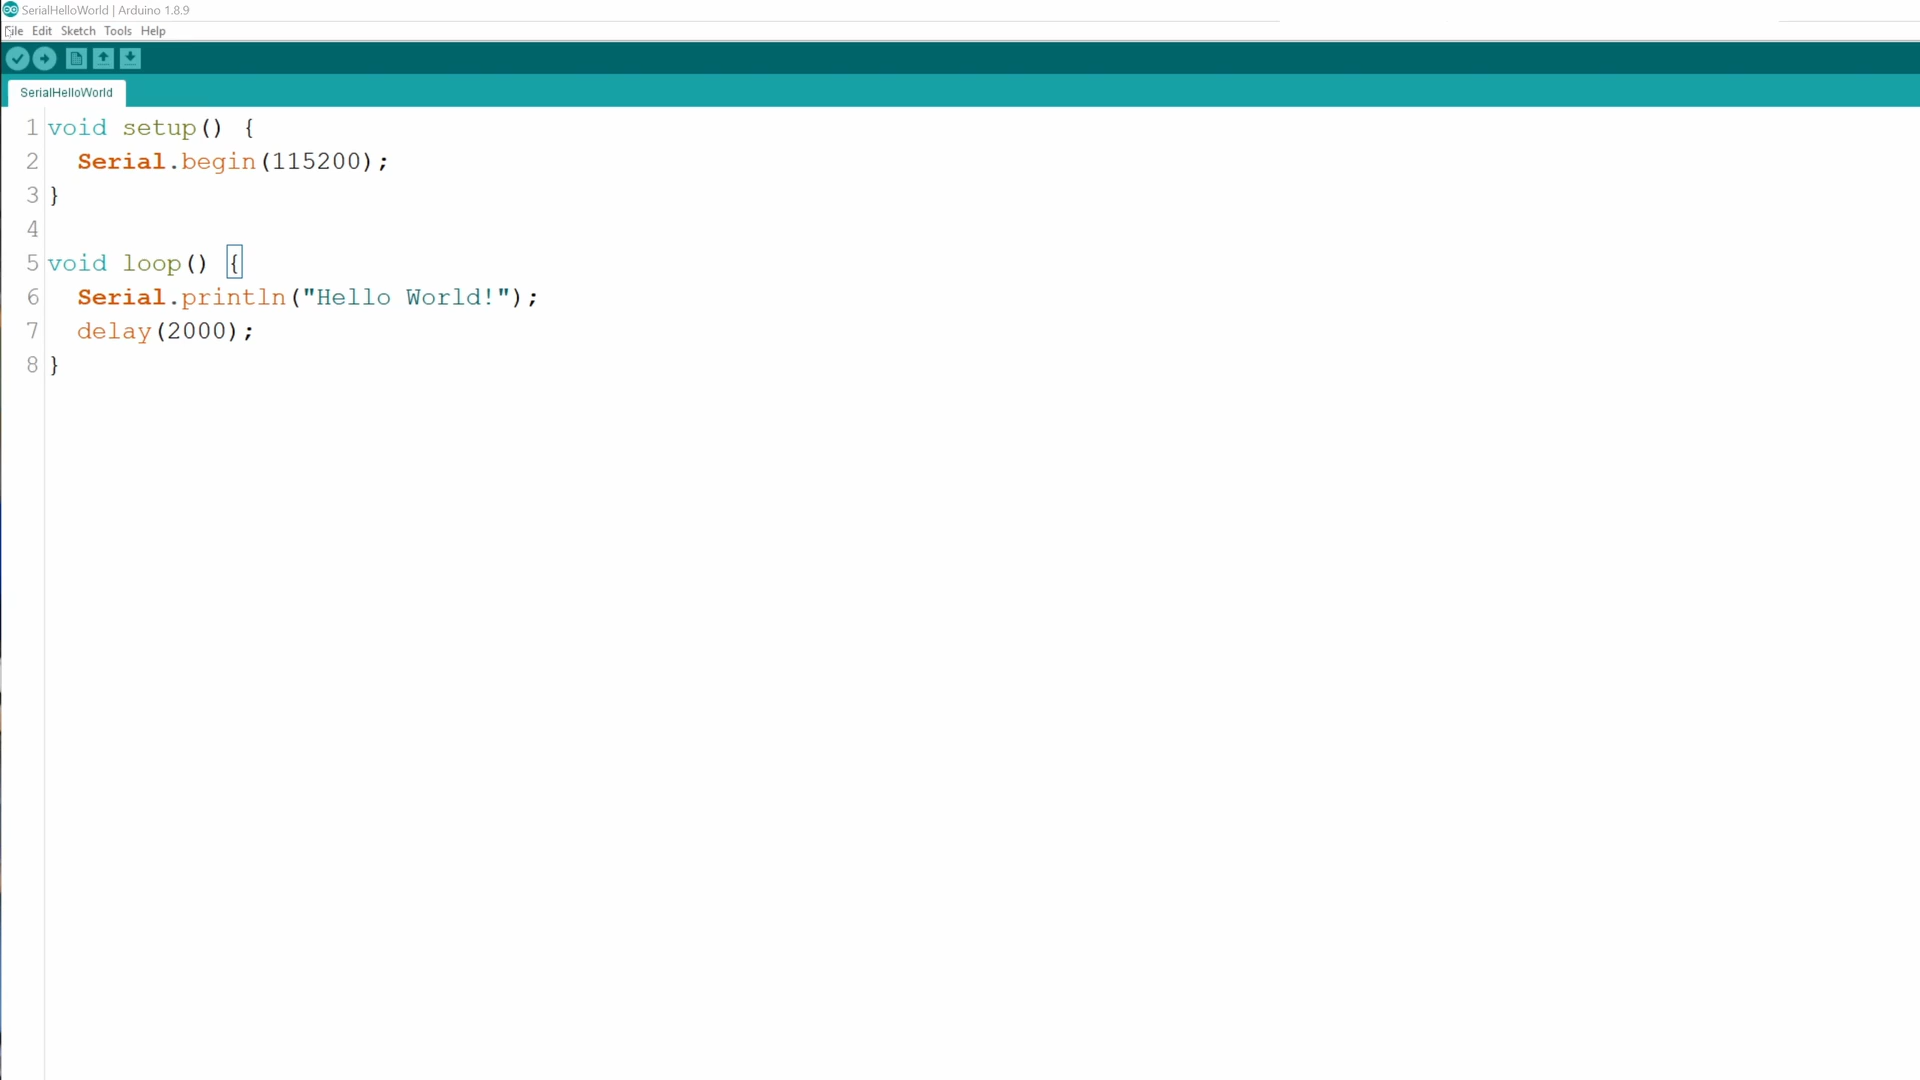 SerialHelloWorld | Arduino 1.8.9
File Edit Sketch Tools Help
SerialHelloWorld
1 void setup() {
2   Serial.begin(115200);
3 }
4
5 void loop() {
6   Serial.println("Hello World!");
7   delay(2000);
8 }